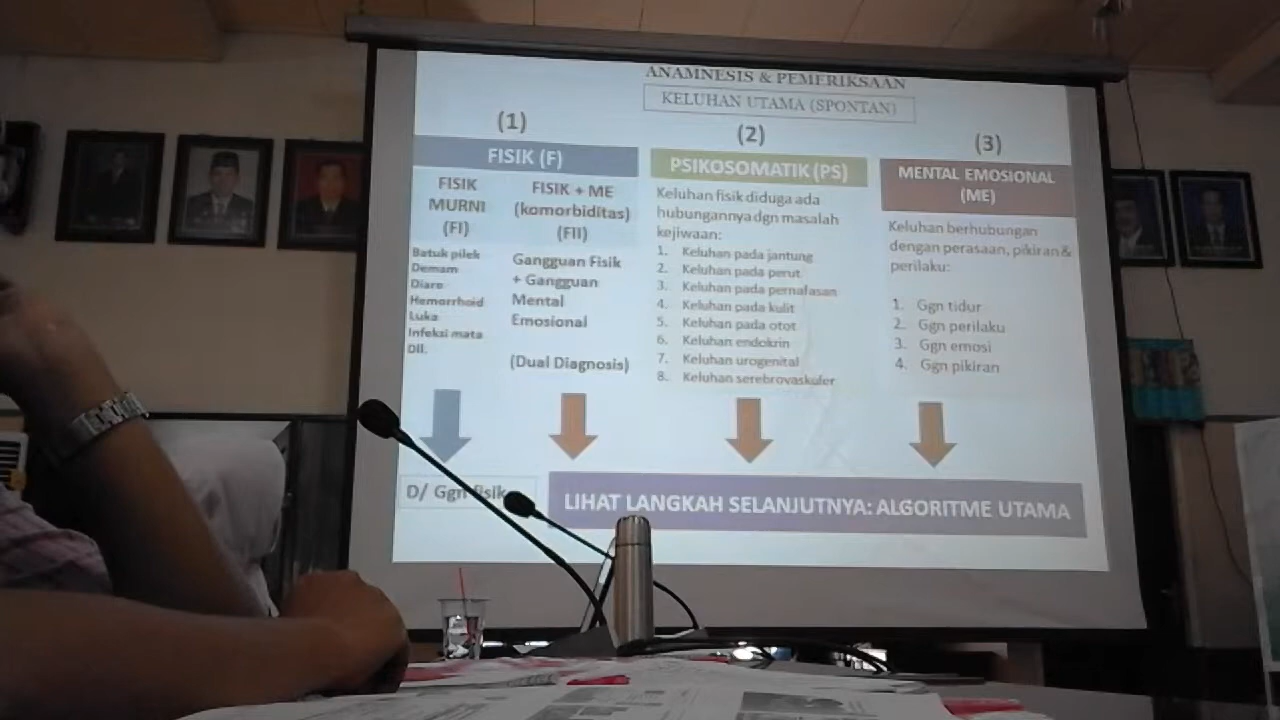 ANAMNESIS & PEMERIKSAAN
KELUHAN UTAMA (SPONTAN)
(1)
FISIK (F)
FISIK
MURNI
(FI)
Batuk pilek
Demam
Diare
Hemorrhoid
Luka
Infeksi mata
Dll.
FISIK + ME
(komorbiditas)
(FII)
Gangguan Fisik
+ Gangguan
Mental
Emosional
(Dual Diagnosis)
(2)
PSIKOSOMATIK (PS)
Keluhan fisik diduga ada
hubungannya dgn masalah
kejiwaan:
1. Keluhan pada jantung
2. Keluhan pada perut
3. Keluhan pada pernafasan
4. Keluhan pada kulit
5. Keluhan pada otot
6. Keluhan endokrin
7. Keluhan urogenital
8. Keluhan serebrovaskuler
(3)
MENTAL EMOSIONAL
(ME)
Keluhan berhubungan
dengan perasaan, pikiran &
perilaku:
1. Ggn tidur
2. Ggn perilaku
3. Ggn emosi
4. Ggn pikiran
D/ Ggn fisik
LIHAT LANGKAH SELANJUTNYA: ALGORITME UTAMA